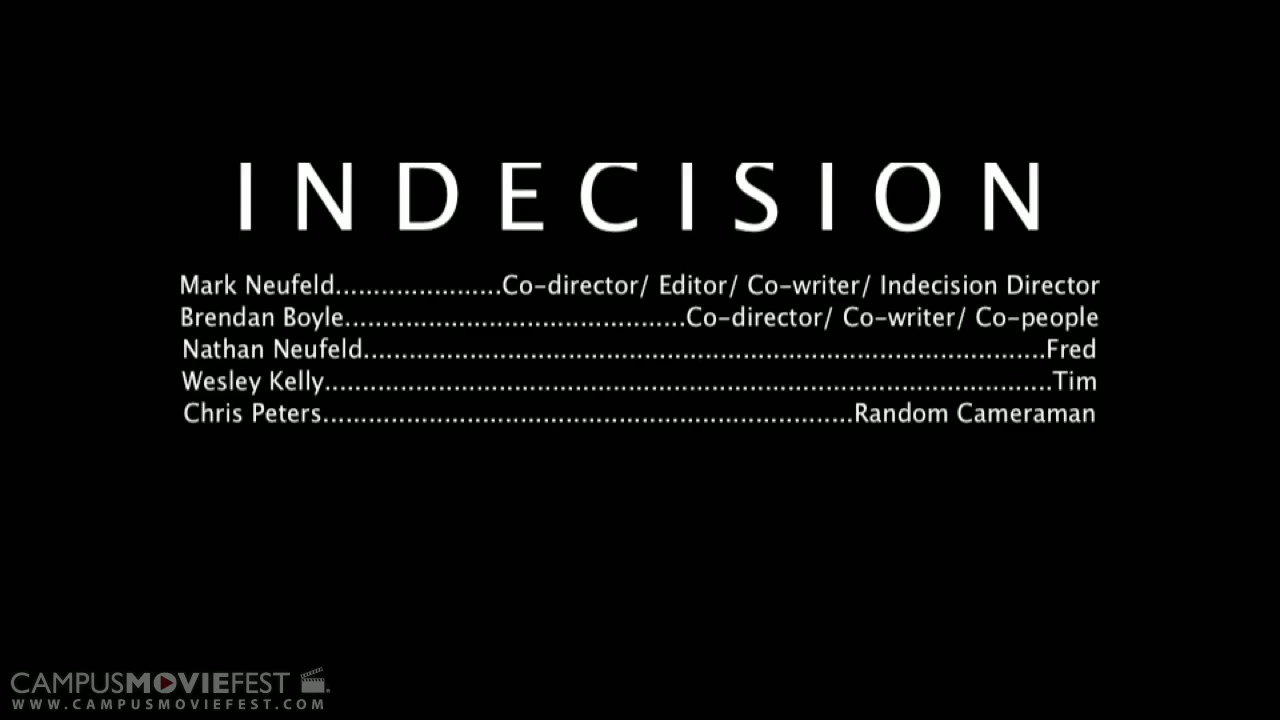 INDECISION
Mark Neufeld......................Co-director/ Editor/ Co-writer/ Indecision Director
Brendan Boyle.............................................Co-director/ Co-writer/ Co-people
Nathan Neufeld..........................................................................................Fred
Wesley Kelly................................................................................................Tim
Chris Peters......................................................................Random Cameraman
CAMPUSMOVIEFEST
WWW.CAMPUSMOVIEFEST.COM